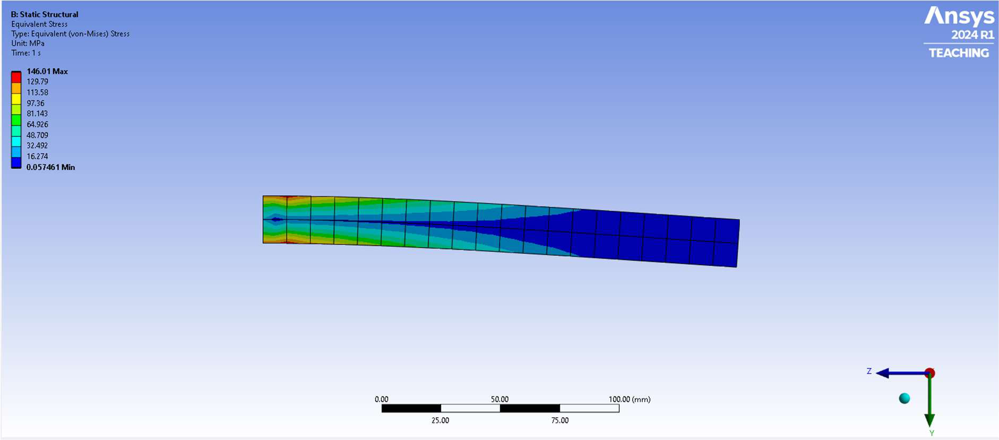 B: Static Structural
Equivalent Stress
Type: Equivalent (von-Mises) Stress
Unit: MPa
Time: 1 s
146.01 Max
129.79
113.58
97.36
81.143
64.926
48.709
32.492
16.274
0.057461 Min
Ansys
2024 R1
TEACHING
0.00 50.00 100.00 (mm)
25.00 75.00
Z
Y